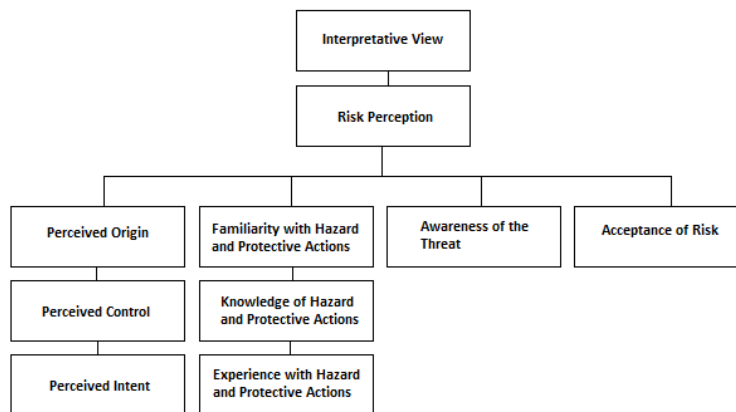 Interpretative View
Risk Perception
Perceived Origin
Familiarity with Hazard
and Protective Actions
Awareness of the
Threat
Acceptance of Risk
Perceived Control
Knowledge of Hazard
and Protective Actions
Perceived Intent
Experience with Hazard
and Protective Actions